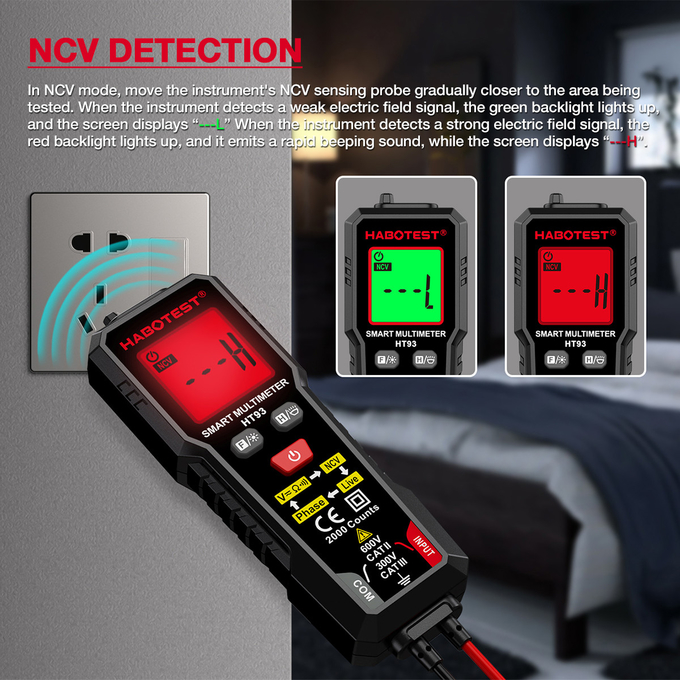 NCV DETECTION
In NCV mode, move the instrument's NCV sensing probe gradually closer to the area being
tested. When the instrument detects a weak electric field signal, the green backlight lights up,
and the screen displays “---L” When the instrument detects a strong electric field signal, the
red backlight lights up, and it emits a rapid beeping sound, while the screen displays “---H”.
HABOTEST®
NCV
---L
SMART MULTIMETER
HT93
F/☀ H/
HABOTEST®
NCV
---H
SMART MULTIMETER
HT93
F/☀ H/
HABOTEST®
NCV
---H
SMART MULTIMETER
HT93
F/☀ H/
V≂Ω•)) NCV
Phase Live
CE
2000 Counts
600V
CAT II
300V
CAT III
COM
INPUT